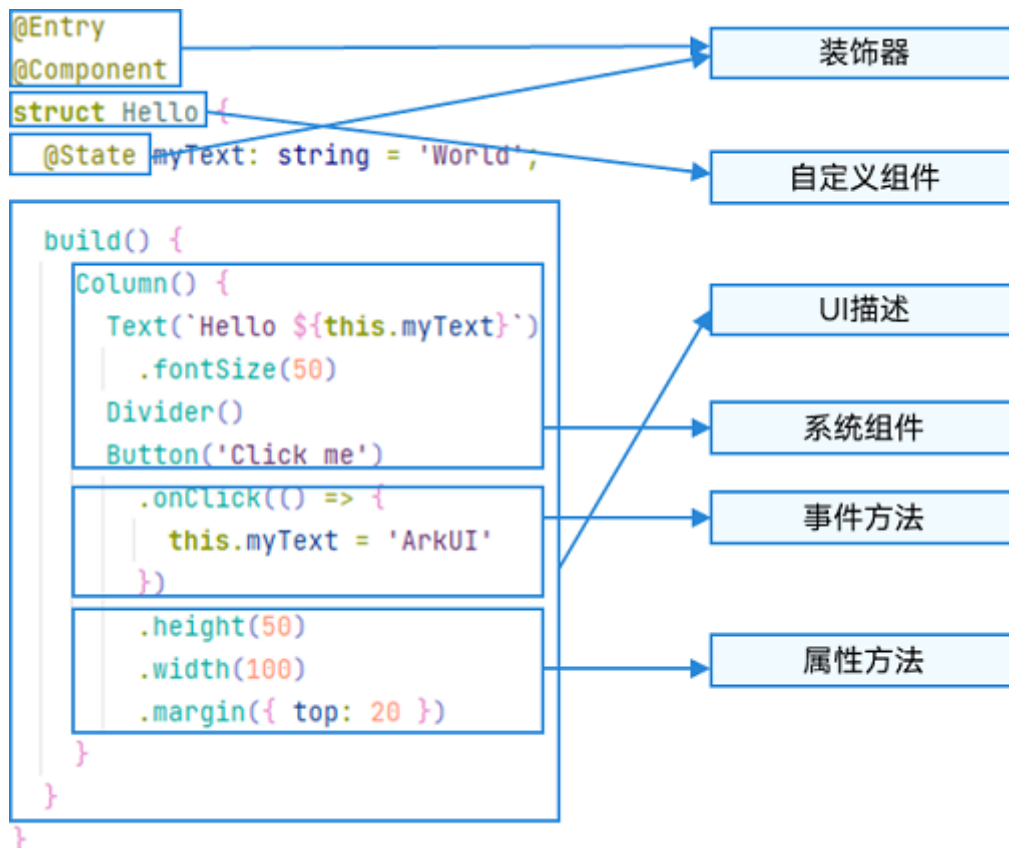 @Entry
@Component
struct Hello {
@State myText: string = 'World';
build() {
Column() {
Text(`Hello ${this.myText}`)
.fontSize(50)
Divider()
Button('Click me')
.onClick(() => {
this.myText = 'ArkUI'
})
.height(50)
.width(100)
.margin({ top: 20 })
}
}
}
装饰器
自定义组件
UI描述
系统组件
事件方法
属性方法